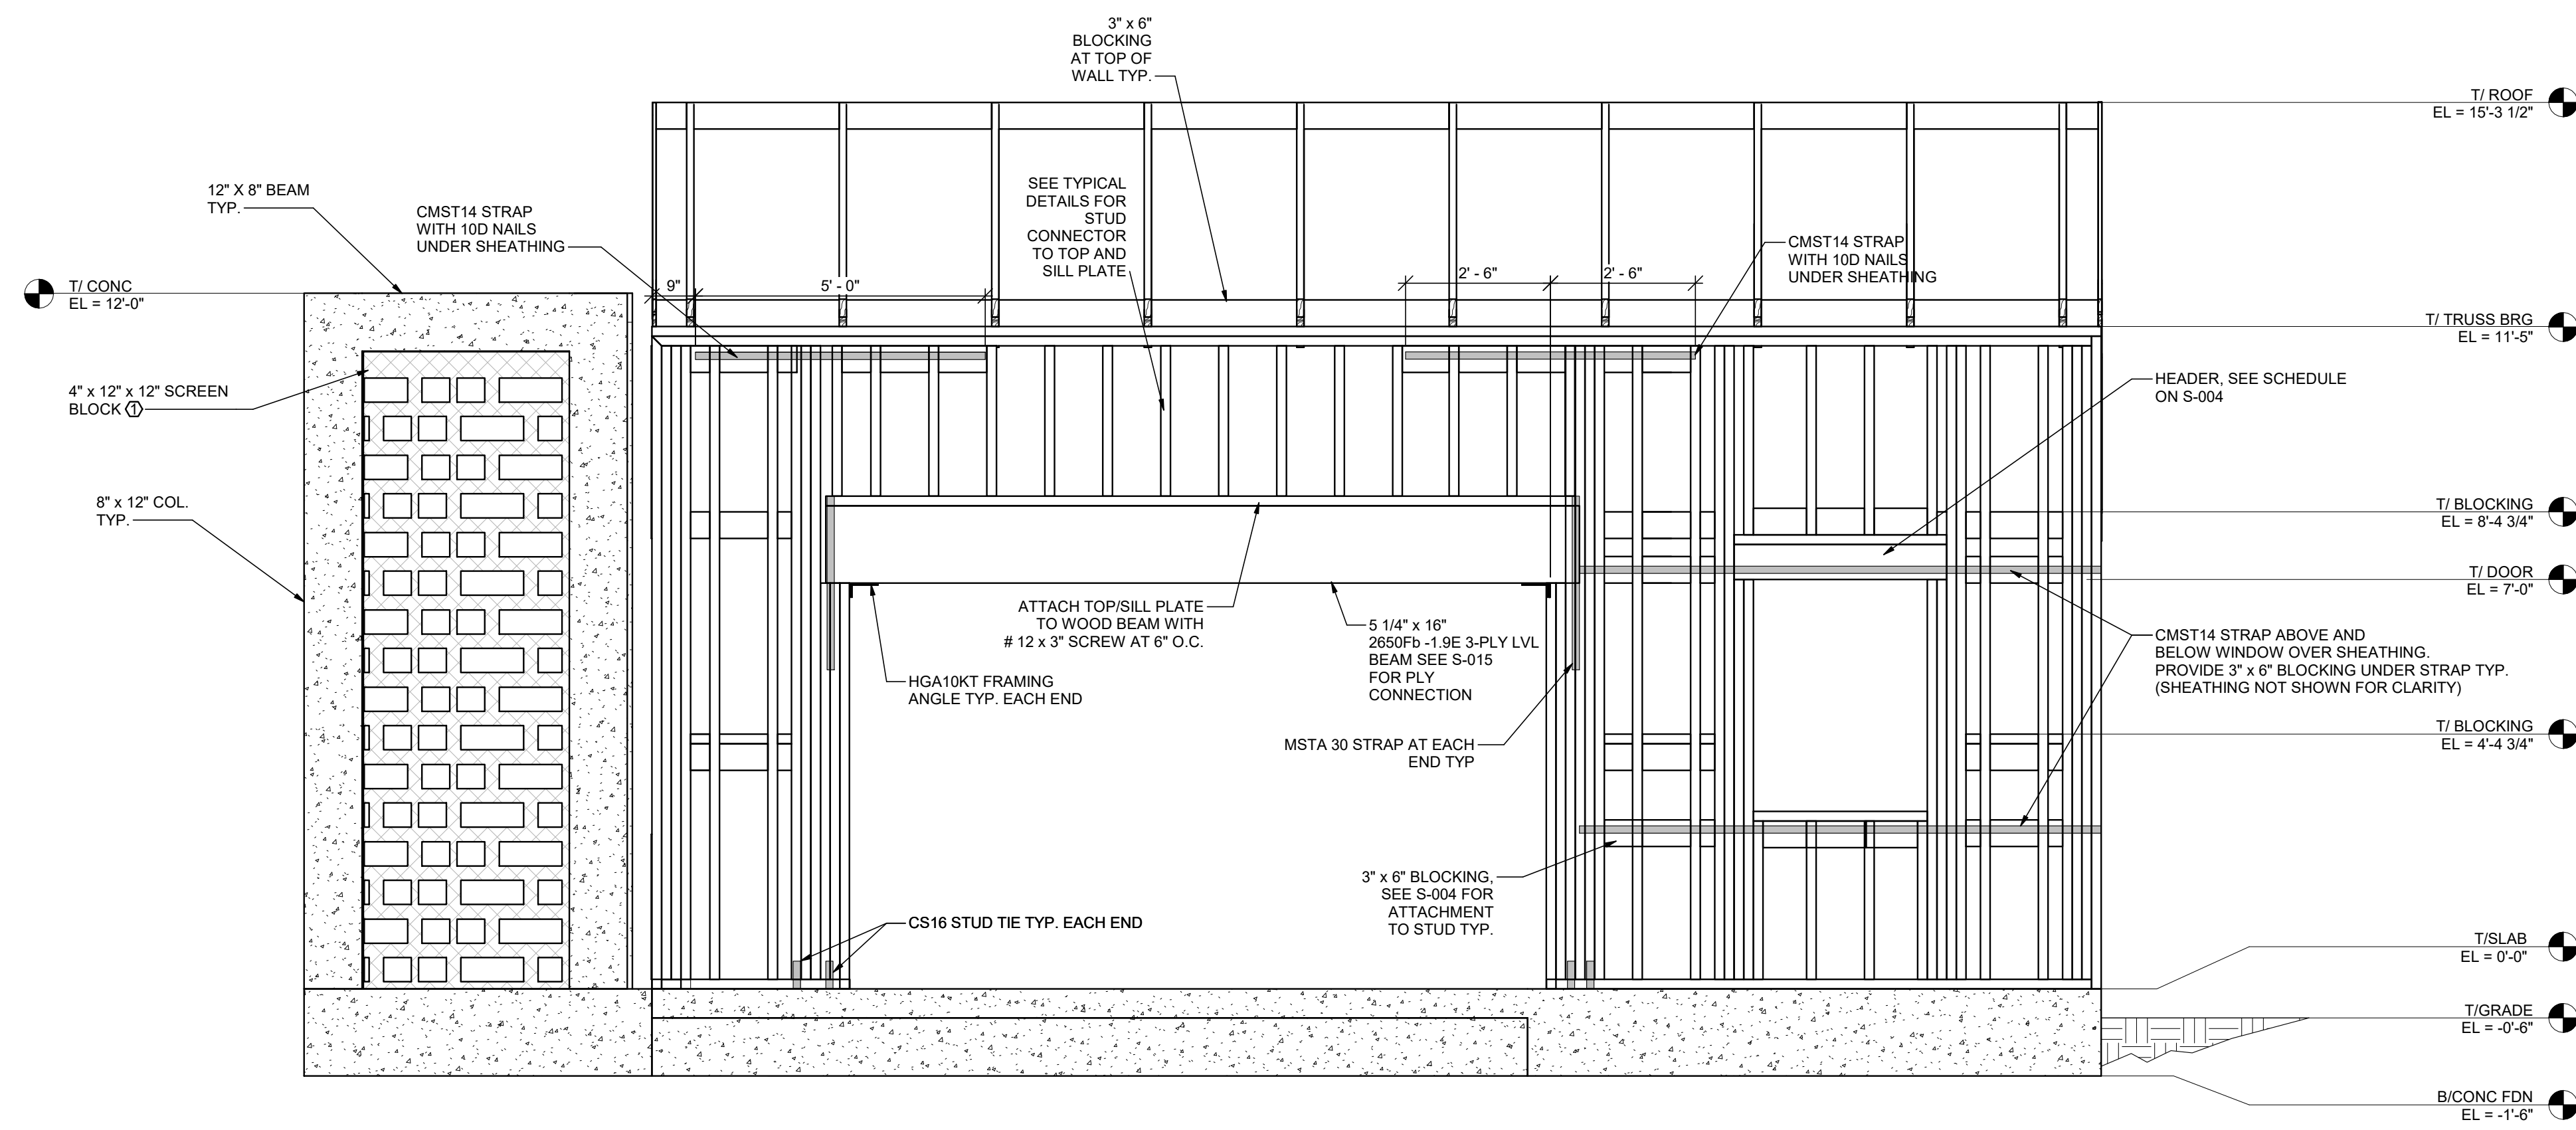 3" x 6"
BLOCKING
AT TOP OF
WALL TYP.
T/ ROOF
EL = 15'-3 1/2"
12" X 8" BEAM
TYP.
CMST14 STRAP
WITH 10D NAILS
UNDER SHEATHING
SEE TYPICAL
DETAILS FOR
STUD
CONNECTOR
TO TOP AND
SILL PLATE
CMST14 STRAP
WITH 10D NAILS
UNDER SHEATHING
T/ CONC
EL = 12'-0"
9"
5' - 0"
2' - 6"
2' - 6"
T/ TRUSS BRG
EL = 11'-5"
4" x 12" x 12" SCREEN
BLOCK 1
HEADER, SEE SCHEDULE
ON S-004
8" x 12" COL.
TYP.
T/ BLOCKING
EL = 8'-4 3/4"
T/ DOOR
EL = 7'-0"
ATTACH TOP/SILL PLATE
TO WOOD BEAM WITH
# 12 x 3" SCREW AT 6" O.C.
5 1/4" x 16"
2650Fb -1.9E 3-PLY LVL
BEAM SEE S-015
FOR PLY
CONNECTION
CMST14 STRAP ABOVE AND
BELOW WINDOW OVER SHEATHING.
PROVIDE 3" x 6" BLOCKING UNDER STRAP TYP.
(SHEATHING NOT SHOWN FOR CLARITY)
HGA10KT FRAMING
ANGLE TYP. EACH END
MSTA 30 STRAP AT EACH
END TYP
T/ BLOCKING
EL = 4'-4 3/4"
3" x 6" BLOCKING,
SEE S-004 FOR
ATTACHMENT
TO STUD TYP.
CS16 STUD TIE TYP. EACH END
T/SLAB
EL = 0'-0"
T/GRADE
EL = -0'-6"
B/CONC FDN
EL = -1'-6"